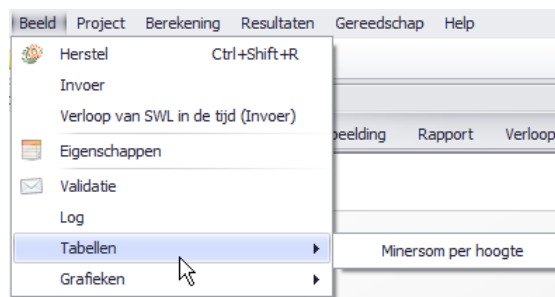 Beeld Project Berekening Resultaten Gereedschap Help
Herstel Ctrl+Shift+R
Invoer
Verloop van SWL in de tijd (Invoer)
beelding Rapport Verloop
Eigenschappen
Validatie
Log
Tabellen Minersom per hoogte
Grafieken